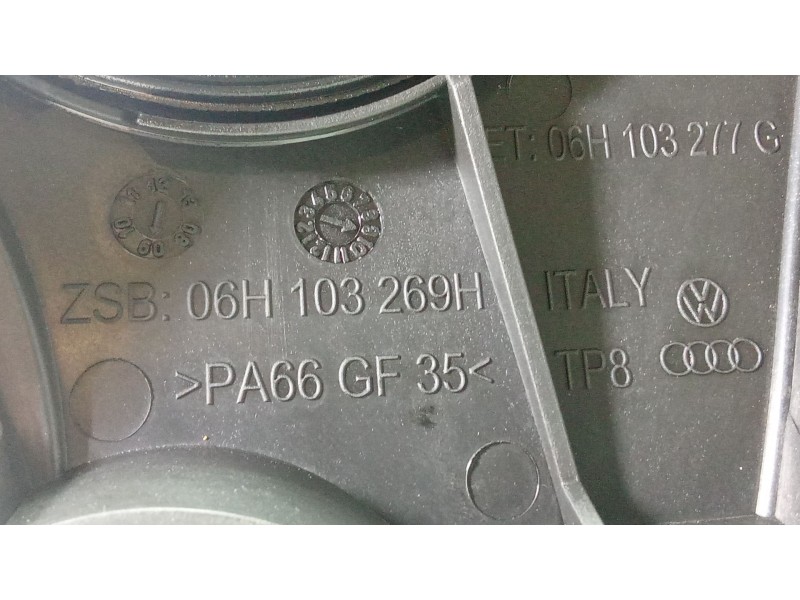 ET: 06H 103 277 G
ZSB: 06H 103 269H
ITALY
>PA66 GF 35<
TP8